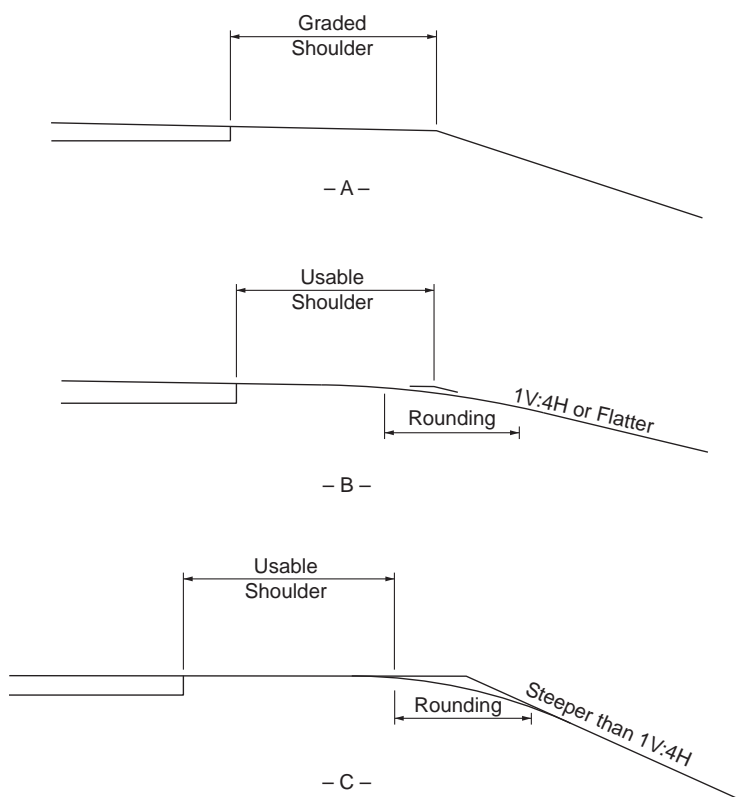 Graded
Shoulder
– A –
Usable
Shoulder
1V:4H or Flatter
Rounding
– B –
Usable
Shoulder
Steeper than 1V:4H
Rounding
– C –